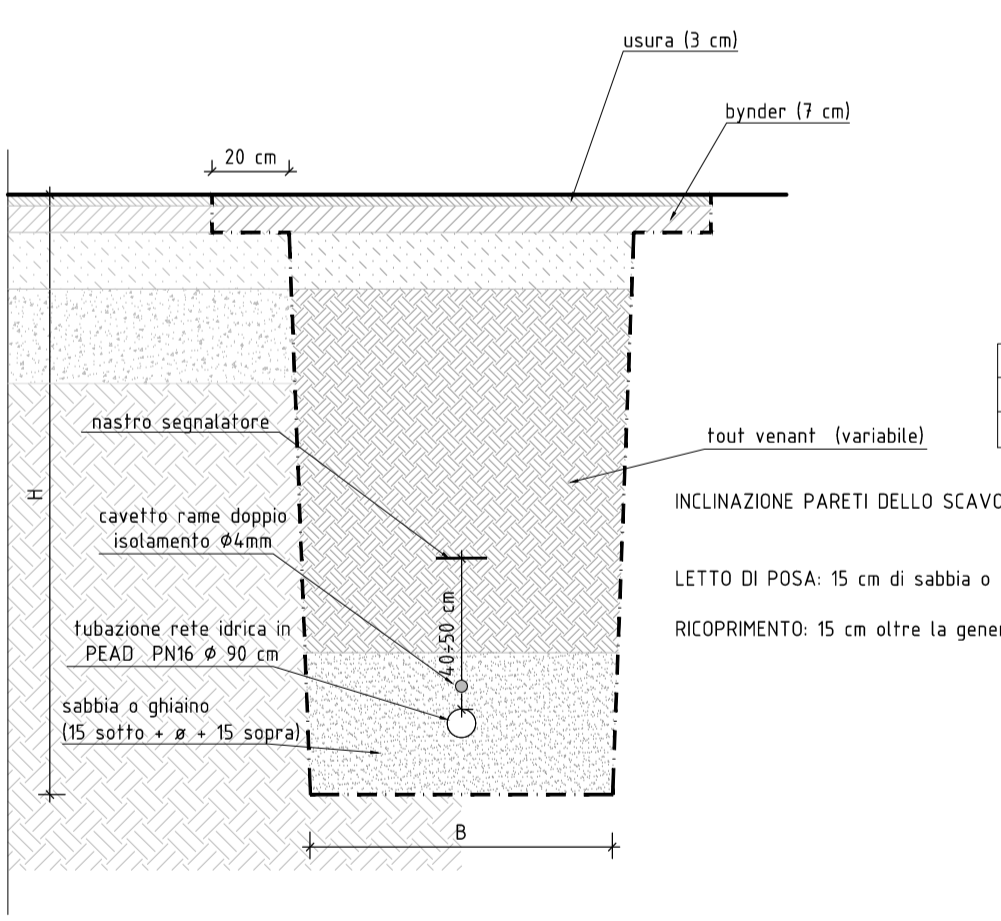 usura (3 cm)
bynder (7 cm)
20 cm
nastro segnalatore
tout venant (variabile)
H
INCLINAZIONE PARETI DELLO SCAVO
cavetto rame doppio
isolamento Ø4mm
LETTO DI POSA: 15 cm di sabbia o
40÷50 cm
tubazione rete idrica in
PEAD PN16 Ø 90 cm
RICOPRIMENTO: 15 cm oltre la gener
sabbia o ghiaino
(15 sotto + ø + 15 sopra)
B